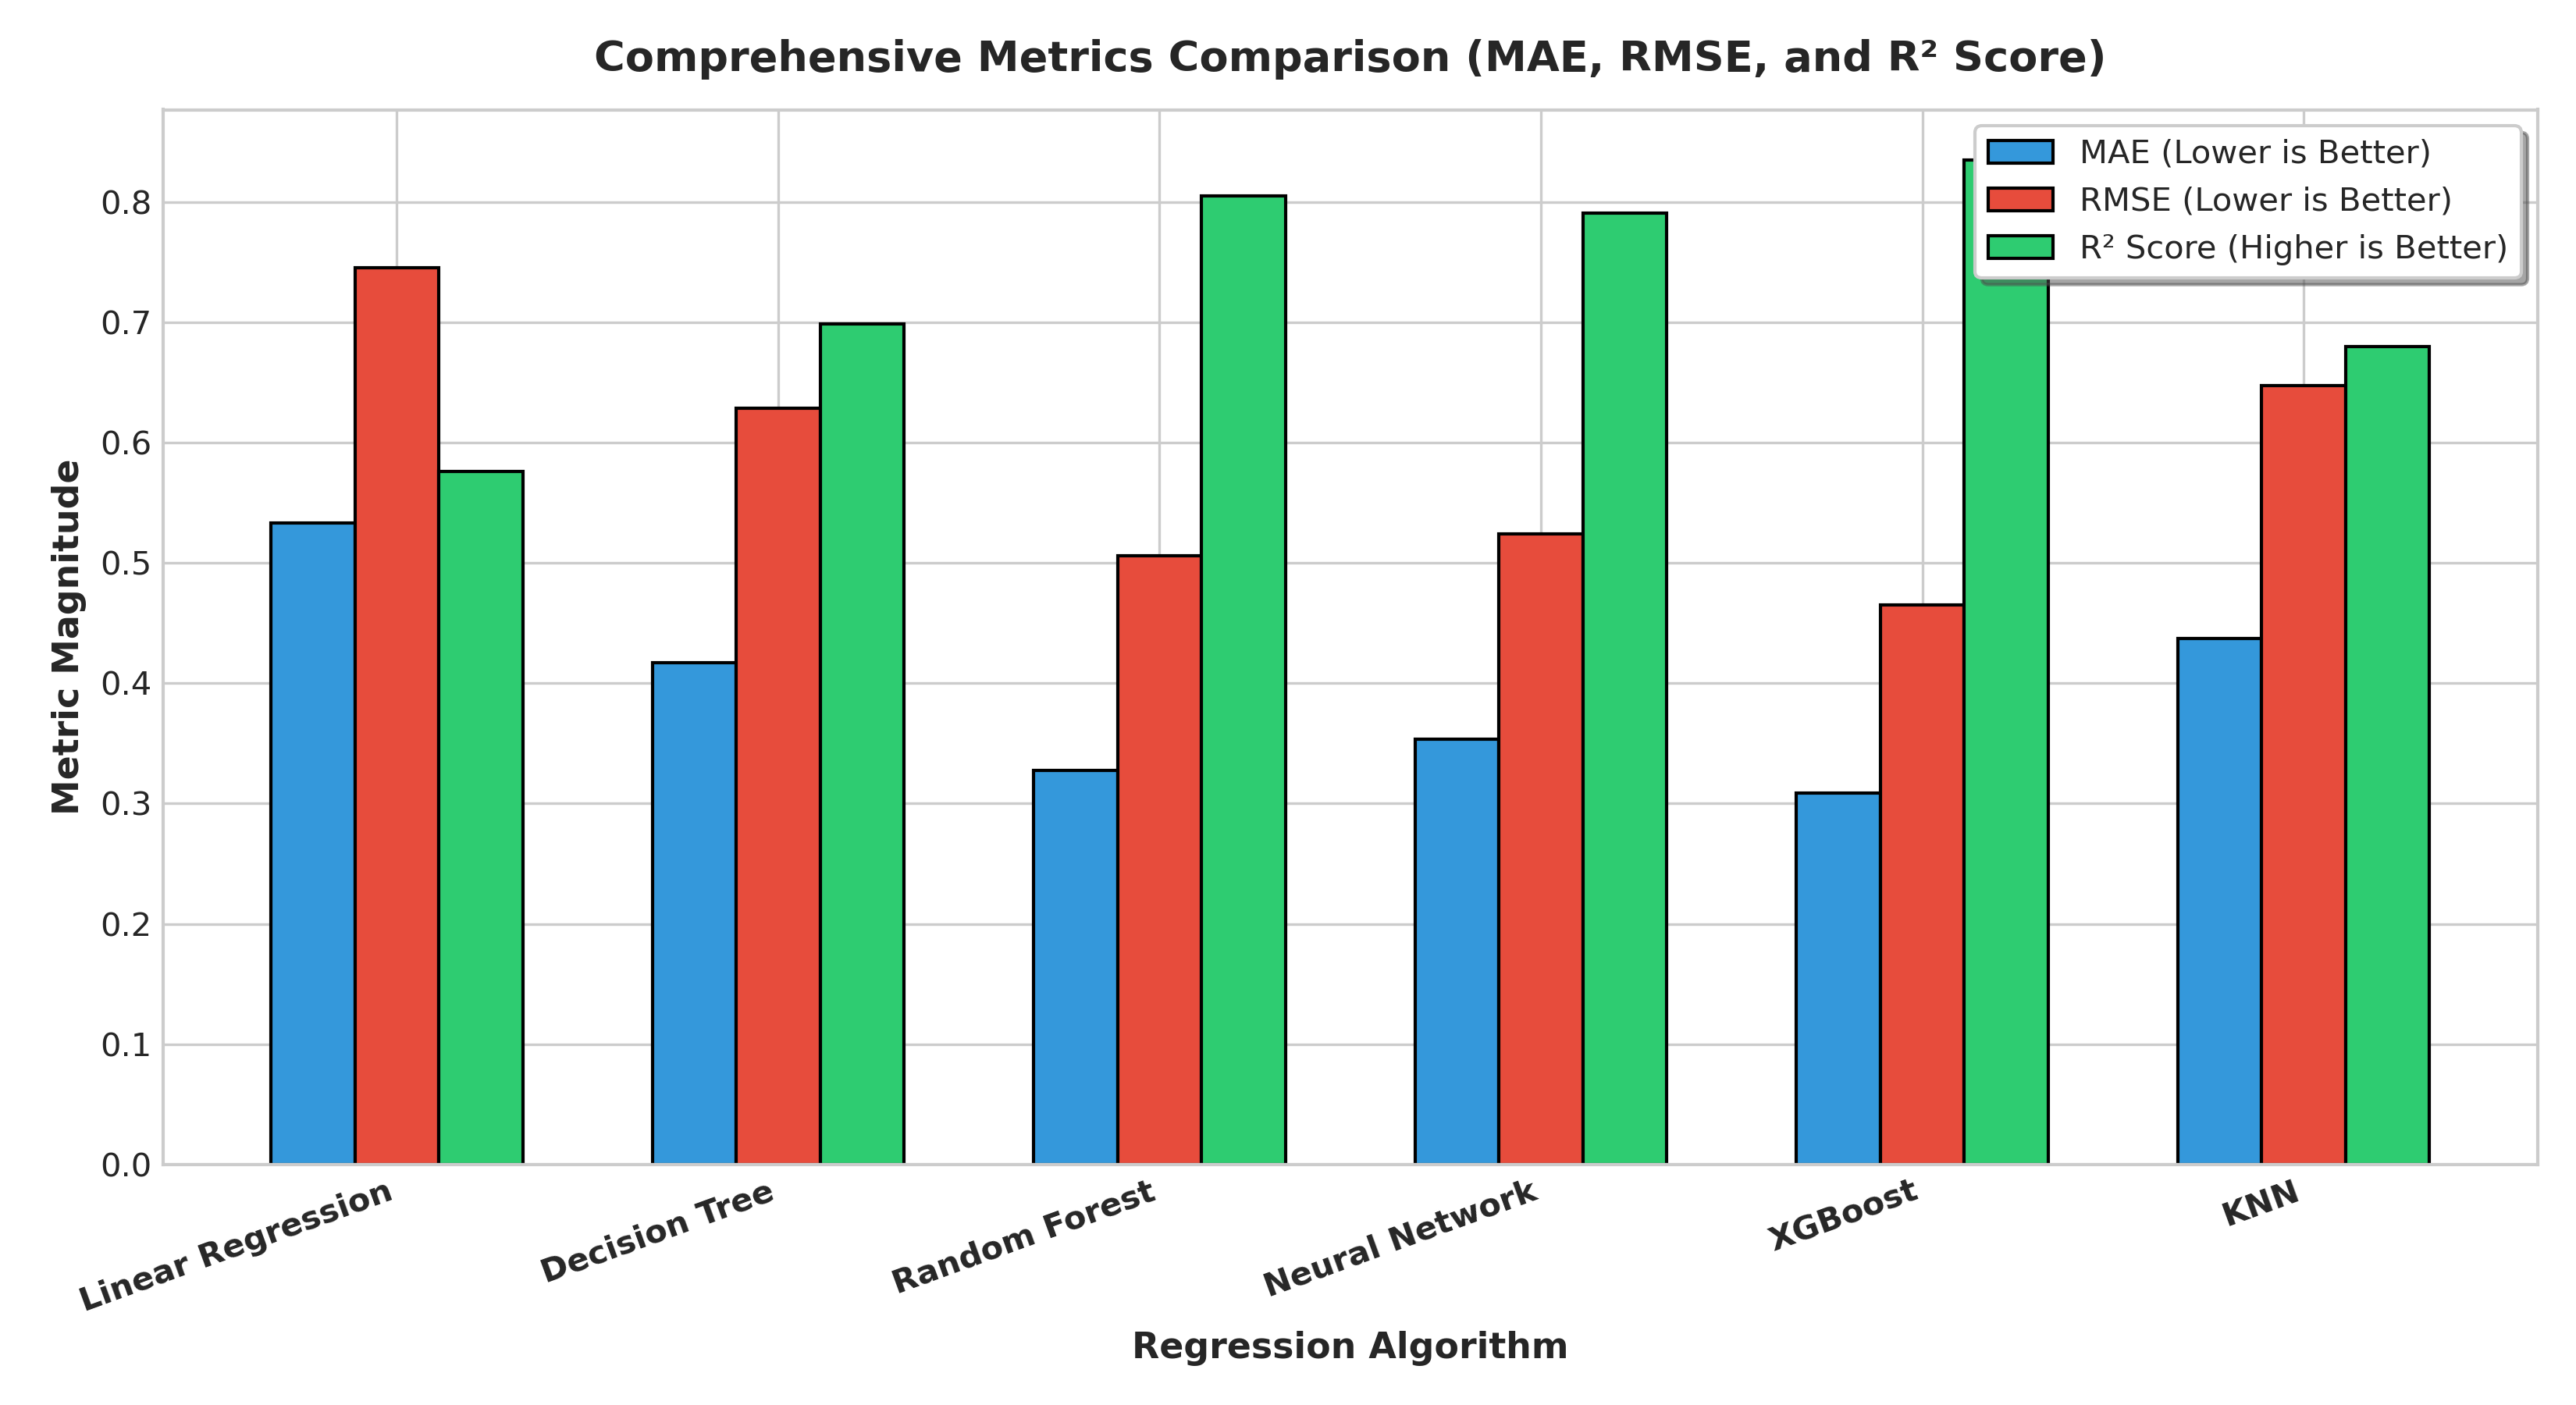 Comprehensive Metrics Comparison (MAE, RMSE, and R² Score)
MAE (Lower is Better)
RMSE (Lower is Better)
R² Score (Higher is Better)
Metric Magnitude
0.8
0.7
0.6
0.5
0.4
0.3
0.2
0.1
0.0
Linear Regression
Decision Tree
Random Forest
Neural Network
XGBoost
KNN
Regression Algorithm